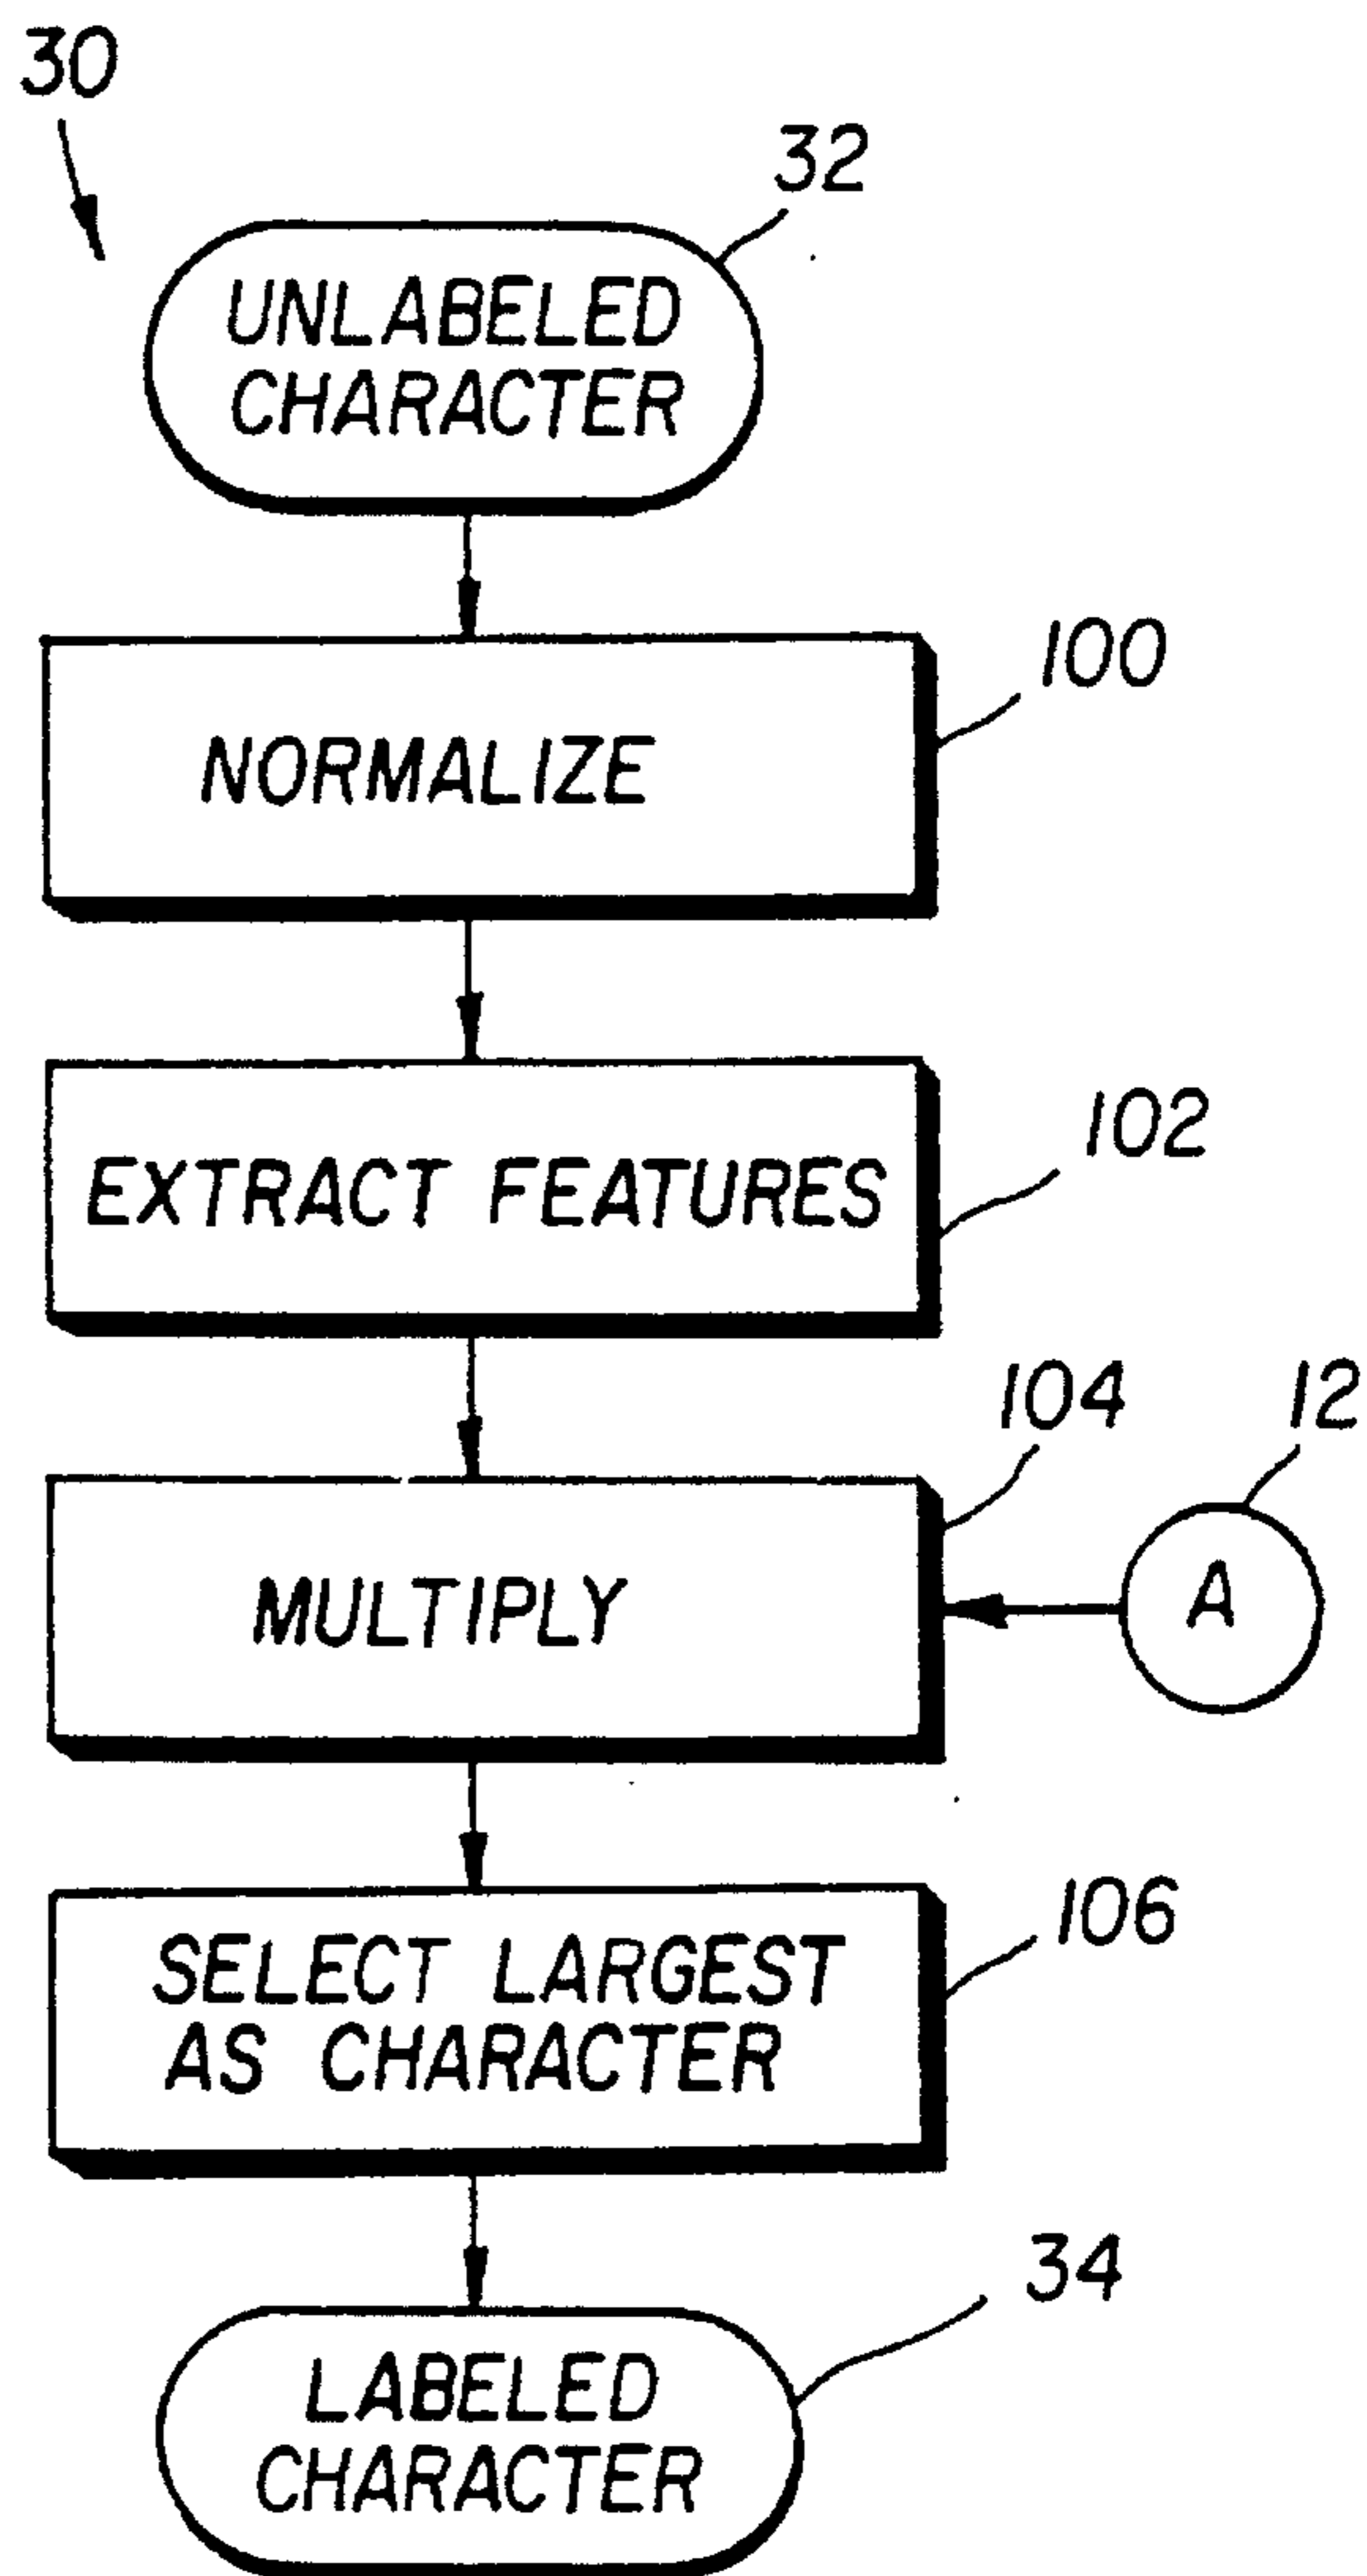 30
32
UNLABELED
CHARACTER
100
NORMALIZE
102
EXTRACT FEATURES
104
12
MULTIPLY
A
106
SELECT LARGEST
AS CHARACTER
34
LABELED
CHARACTER